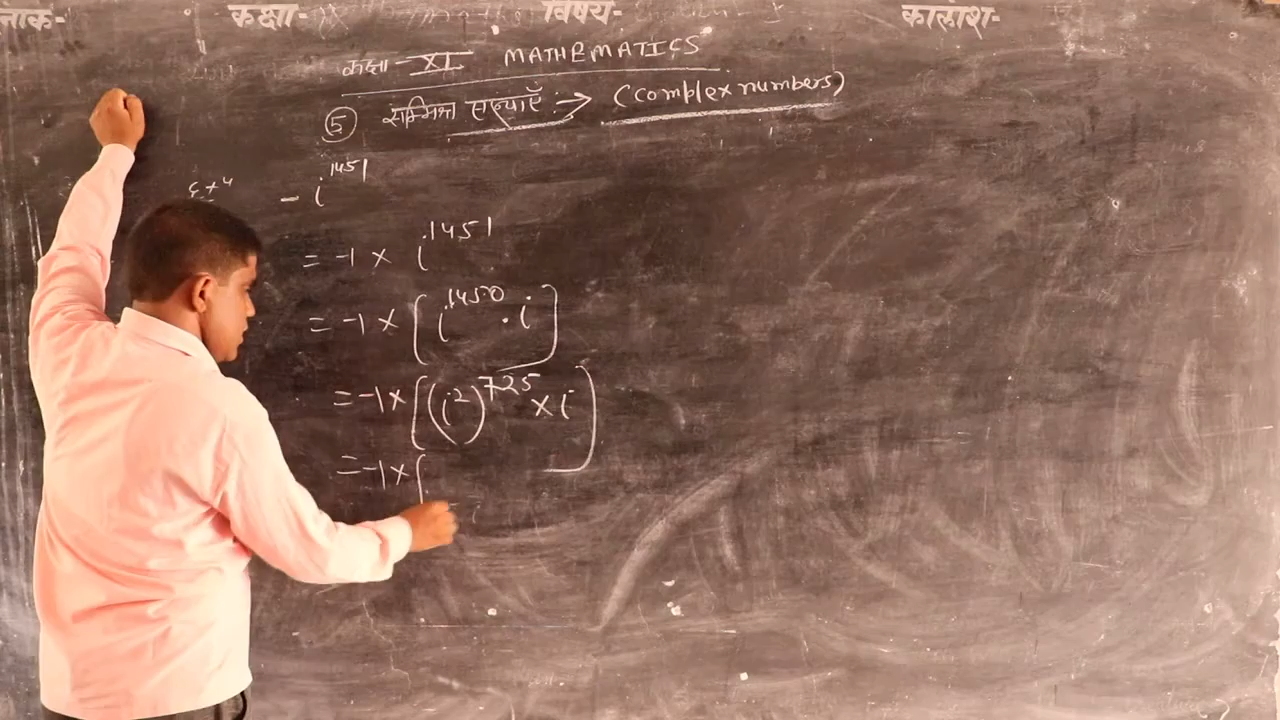 नाक- कक्षा- विषय- कालांश-
कक्षा - XI MATHEMATICS
⑤ सम्मिश्र संख्याएँ :→ (complex numbers)
- i^1451
= -1 × i^1451
= -1 × [i^1450 . i]
= -1 × [(i^2)^725 × i]
= -1 × [